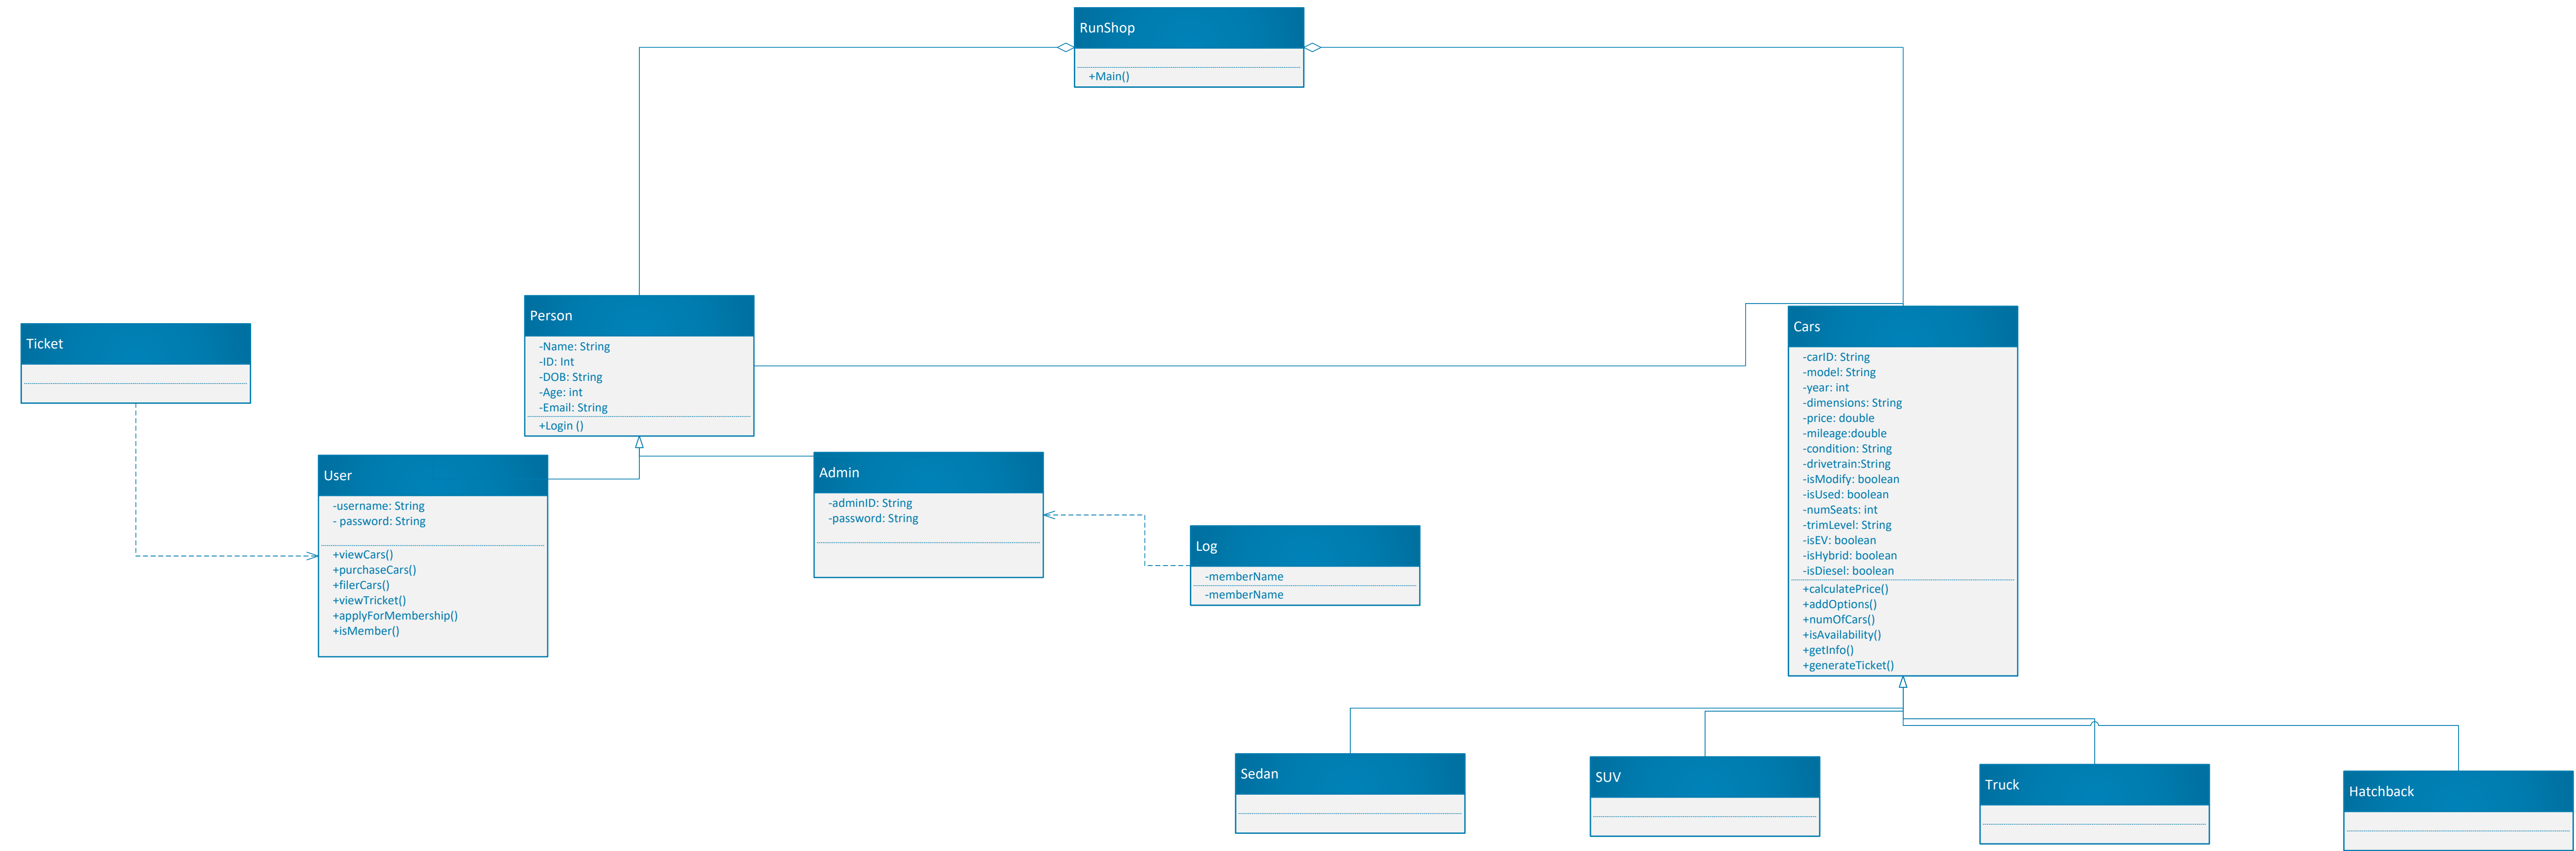 RunShop
+Main()
Person
-Name: String
-ID: Int
-DOB: String
-Age: int
-Email: String
+Login ()
Cars
-carID: String
-model: String
-year: int
-dimensions: String
-price: double
-mileage:double
-condition: String
-drivetrain:String
-isModify: boolean
-isUsed: boolean
-numSeats: int
-trimLevel: String
-isEV: boolean
-isHybrid: boolean
-isDiesel: boolean
+calculatePrice()
+addOptions()
+numOfCars()
+isAvailability()
+getInfo()
+generateTicket()
Ticket
User
-username: String
- password: String
+viewCars()
+purchaseCars()
+filerCars()
+viewTricket()
+applyForMembership()
+isMember()
Admin
-adminID: String
-password: String
Log
-memberName
-memberName
Sedan
SUV
Truck
Hatchback